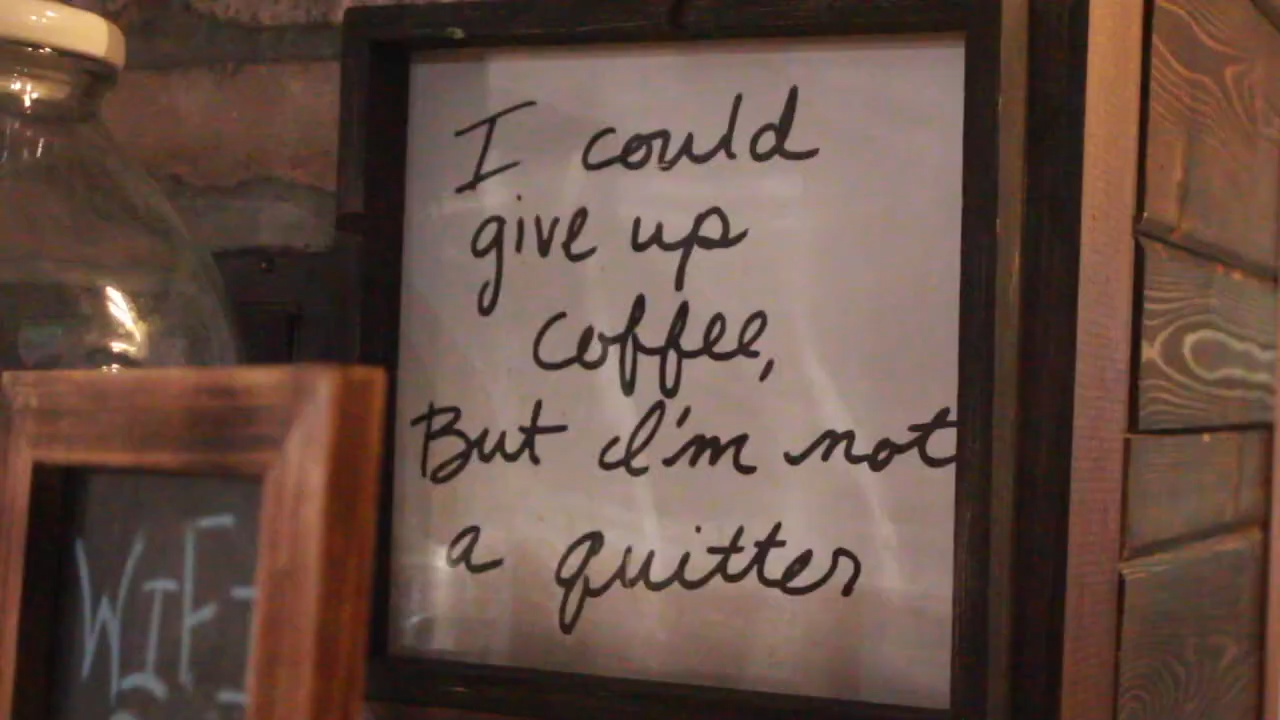 I could
give up
coffee,
But I'm not
a quitter
WIFI